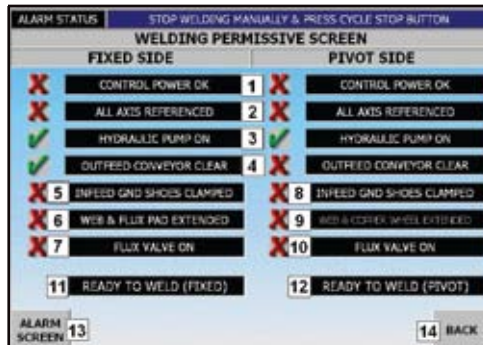 ALARM STATUS STOP WELDING MANUALLY & PRESS CYCLE STOP BUTTON
WELDING PERMISSIVE SCREEN
FIXED SIDE PIVOT SIDE
CONTROL POWER OK 1 CONTROL POWER OK
ALL AXIS REFERENCED 2 ALL AXIS REFERENCED
HYDRAULIC PUMP ON 3 HYDRAULIC PUMP ON
OUTFEED CONVEYOR CLEAR 4 OUTFEED CONVEYOR CLEAR
5 INFEED GND SHOES CLAMPED 8 INFEED GND SHOES CLAMPED
6 WEB & FLUX PAD EXTENDED 9 WEB & COPPER WHEEL EXTENDED
7 FLUX VALVE ON 10 FLUX VALVE ON
11 READY TO WELD (FIXED) 12 READY TO WELD (PIVOT)
ALARM
SCREEN 13 14 BACK